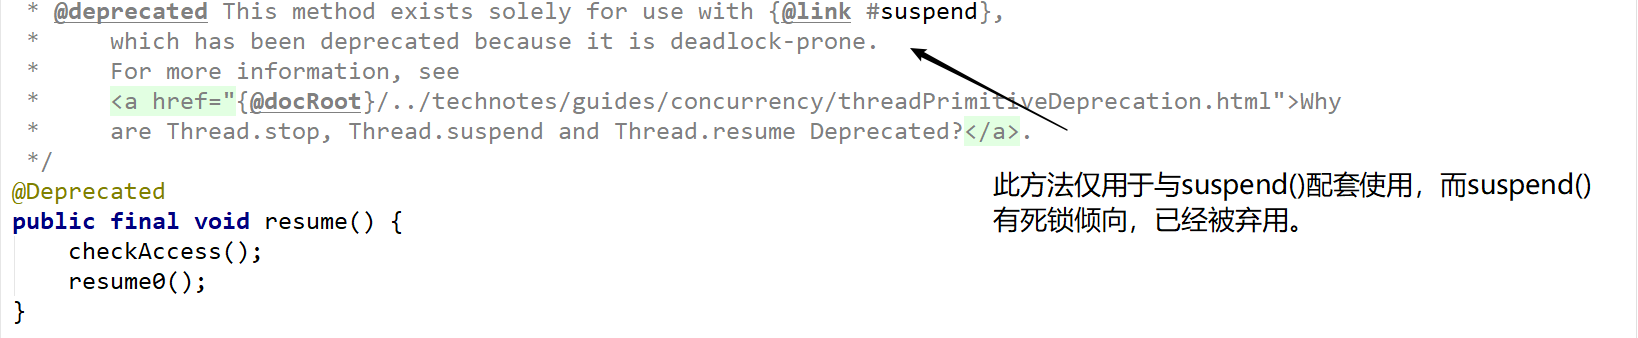 * @deprecated This method exists solely for use with {@link #suspend},
*     which has been deprecated because it is deadlock-prone.
*     For more information, see
*     <a href="{@docRoot}/../technotes/guides/concurrency/threadPrimitiveDeprecation.html">Why
*     are Thread.stop, Thread.suspend and Thread.resume Deprecated?</a>.
*/
此方法仅用于与suspend()配套使用，而suspend()
有死锁倾向，已经被弃用。
@Deprecated
public final void resume() {
    checkAccess();
    resume0();
}